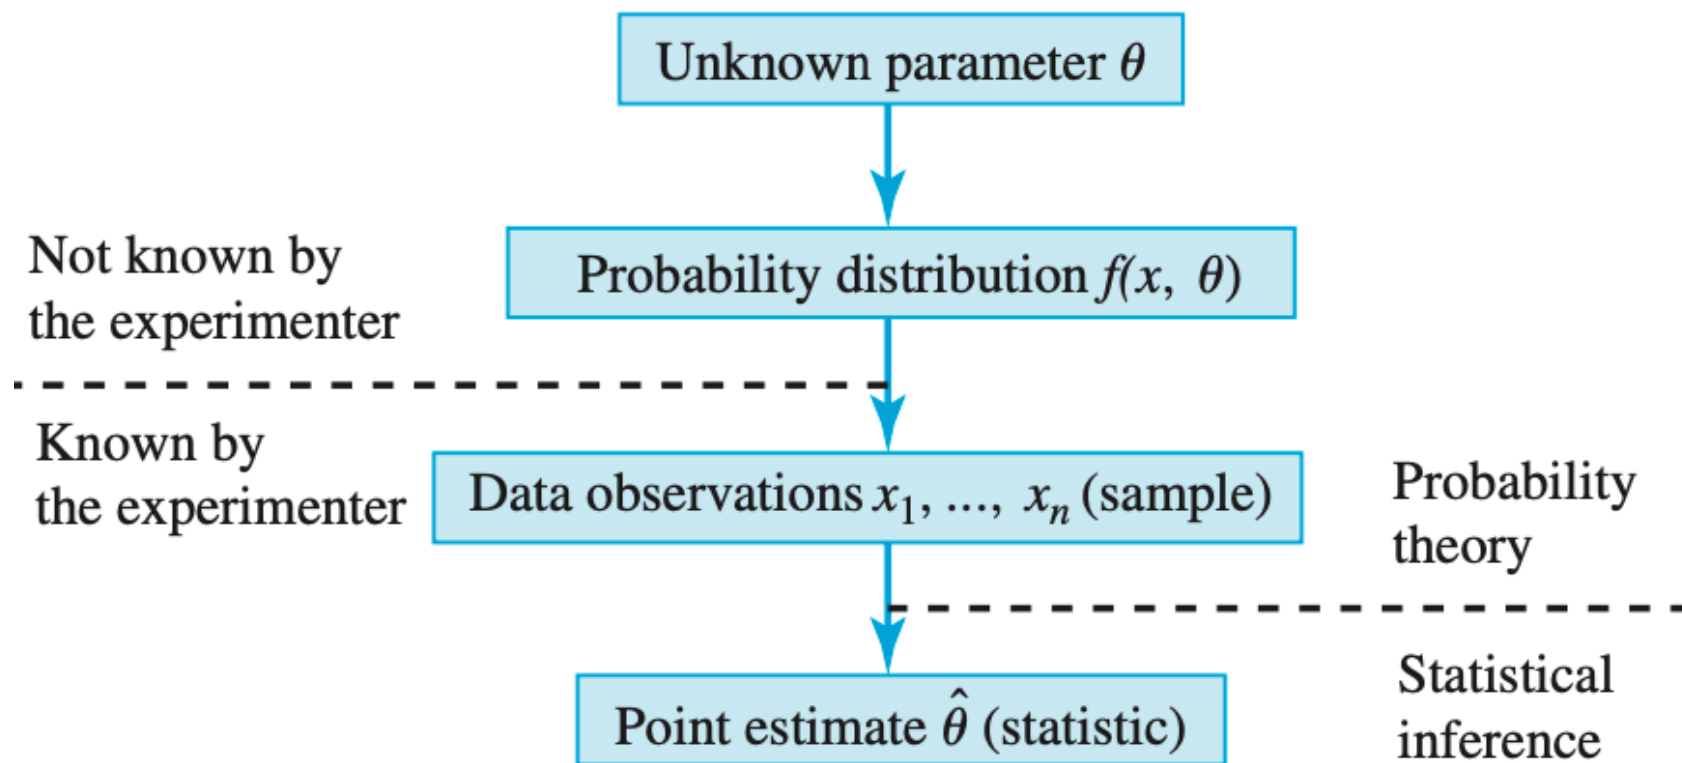 Unknown parameter θ
Not known by
the experimenter
Probability distribution f(x, θ)
Known by
the experimenter
Data observations x₁, ..., xₙ (sample)
Probability
theory
Point estimate θ̂ (statistic)
Statistical
inference